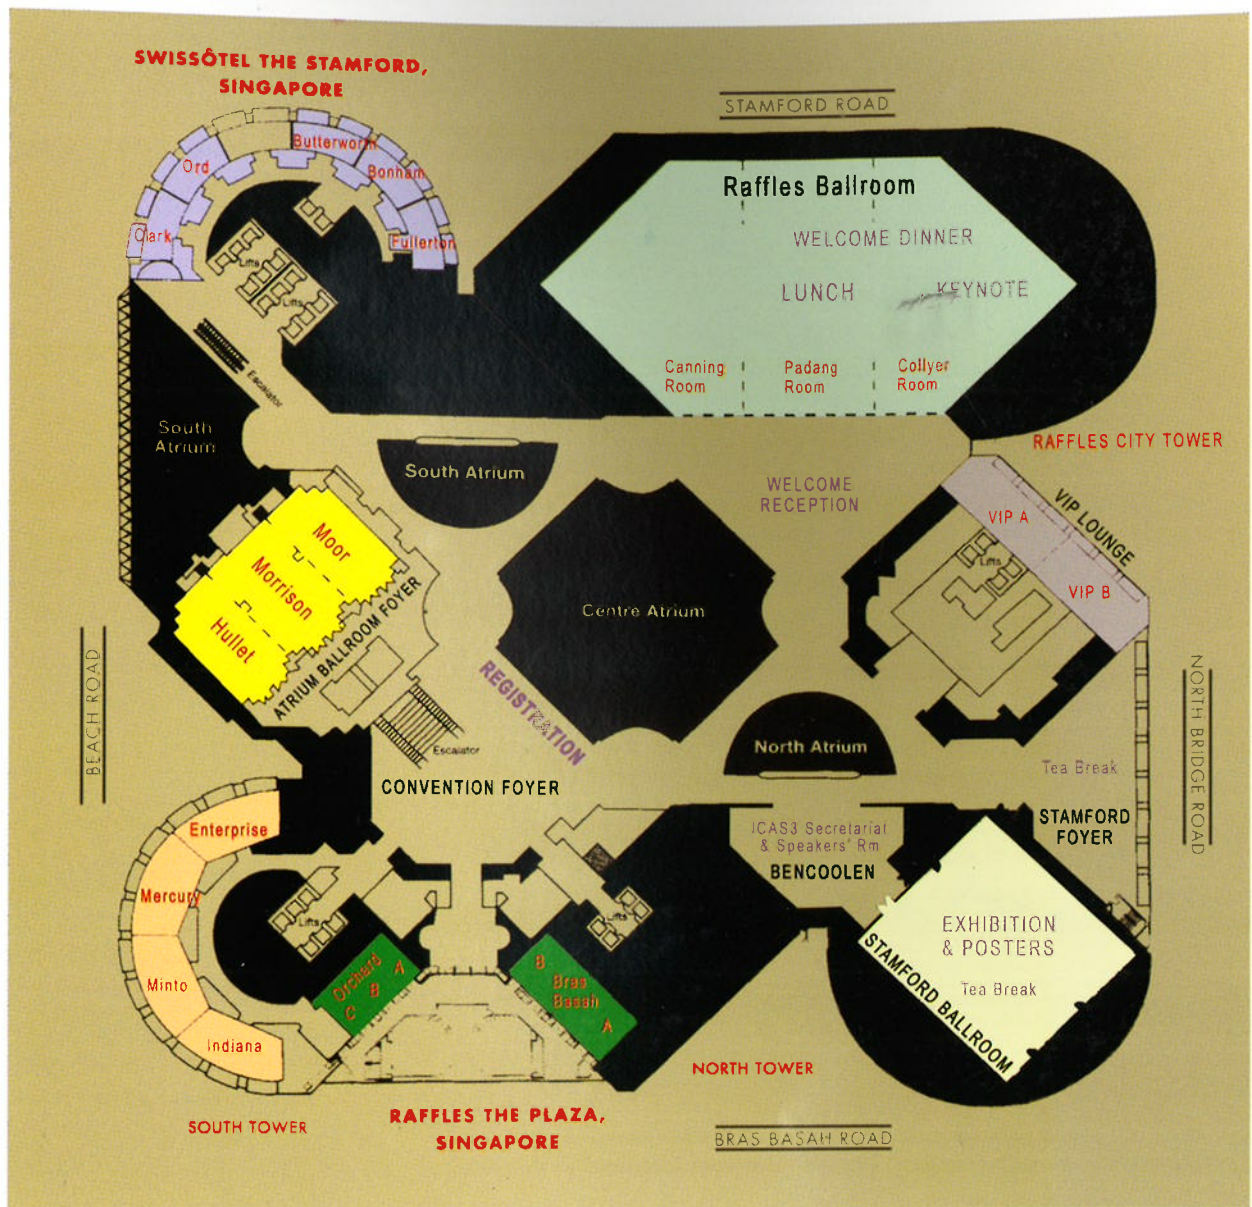 SWISSÔTEL THE STAMFORD,
SINGAPORE
STAMFORD ROAD
Butterworth
Ord
Bonham
Clark
Fullerton
Lifts
Lifts
Escalator
Raffles Ballroom
WELCOME DINNER
LUNCH
KEYNOTE
Canning
Room
Padang
Room
Collyer
Room
South
Atrium
South Atrium
WELCOME
RECEPTION
RAFFLES CITY TOWER
VIP LOUNGE
VIP A
VIP B
Lifts
Moor
Morrison
Hullet
ATRIUM BALLROOM FOYER
Centre Atrium
REGISTRATION
BEACH ROAD
NORTH BRIDGE ROAD
Escalator
North Atrium
Tea Break
CONVENTION FOYER
STAMFORD
FOYER
ICAS3 Secretariat
& Speakers' Rm
BENCOOLEN
Enterprise
Mercury
Minto
Indiana
Lifts
Lifts
Orchard
A
B
C
B
Bras
Basah
A
EXHIBITION
& POSTERS
Tea Break
STAMFORD BALLROOM
NORTH TOWER
SOUTH TOWER
RAFFLES THE PLAZA,
SINGAPORE
BRAS BASAH ROAD